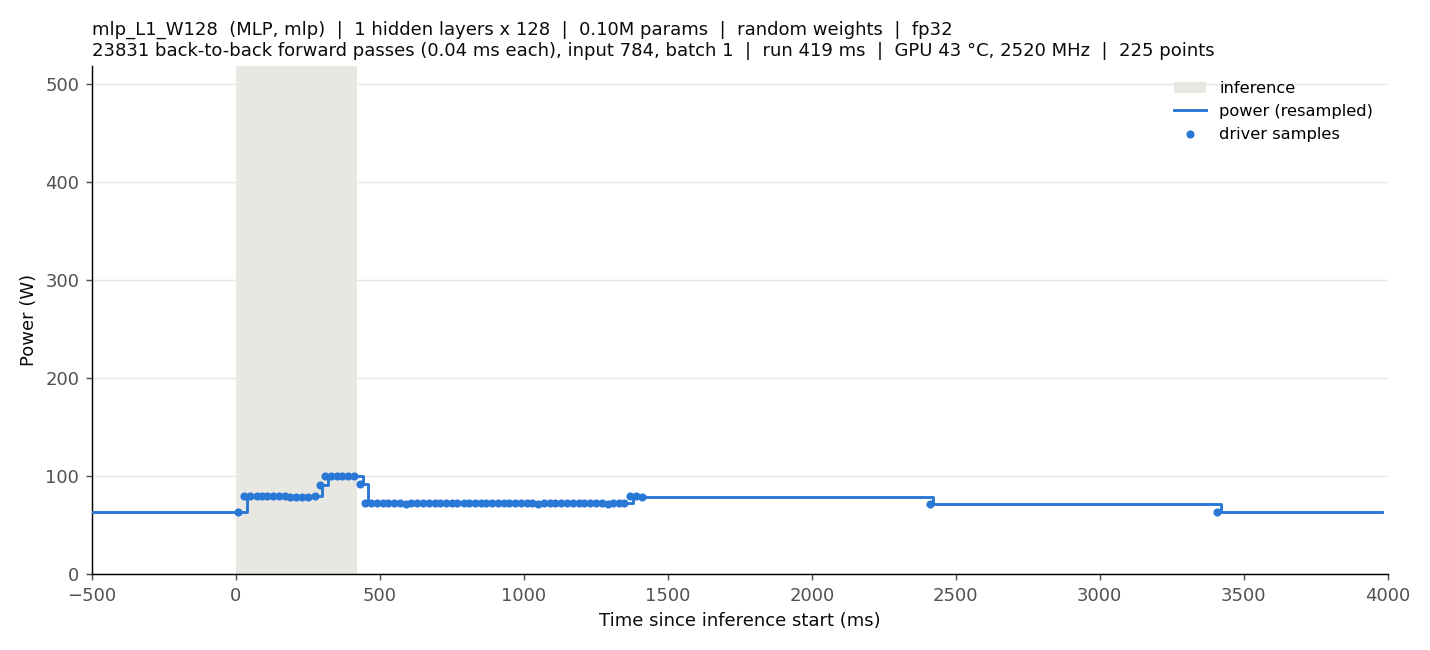 mlp_L1_W128  (MLP, mlp)  |  1 hidden layers x 128  |  0.10M params  |  random weights  |  fp32
23831 back-to-back forward passes (0.04 ms each), input 784, batch 1  |  run 419 ms  |  GPU 43 °C, 2520 MHz  |  225 points
inference
power (resampled)
driver samples
Power (W)
500
400
300
200
100
0
−500 0 500 1000 1500 2000 2500 3000 3500 4000
Time since inference start (ms)